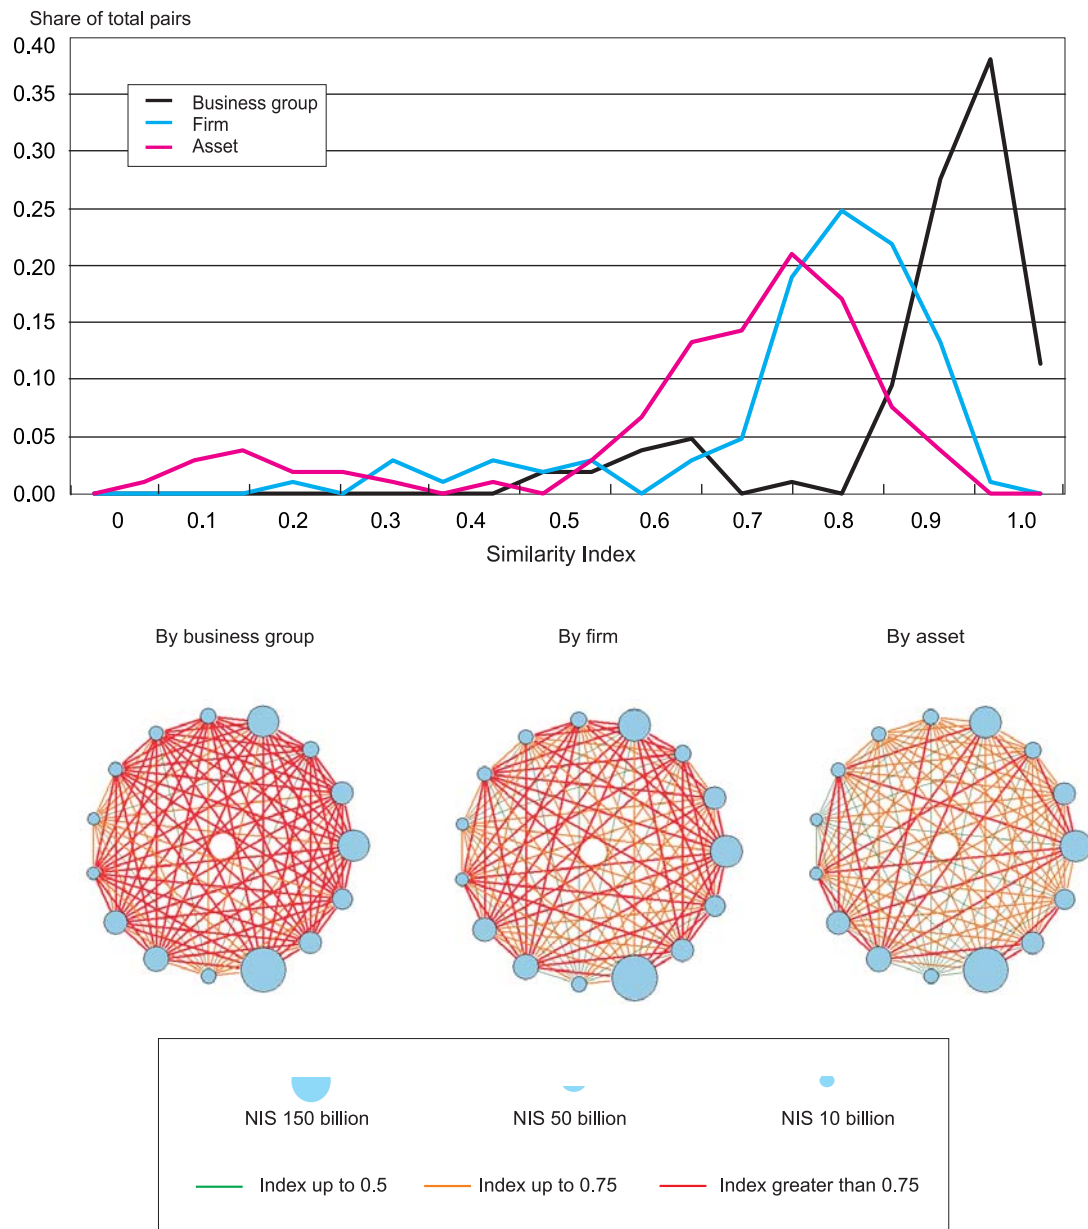 Share of total pairs
0.40
0.35
0.30
0.25
0.20
0.15
0.10
0.05
0.00
Business group
Firm
Asset
0 0.1 0.2 0.3 0.4 0.5 0.6 0.7 0.8 0.9 1.0
Similarity Index
By business group By firm By asset
NIS 150 billion NIS 50 billion NIS 10 billion
Index up to 0.5 Index up to 0.75 Index greater than 0.75